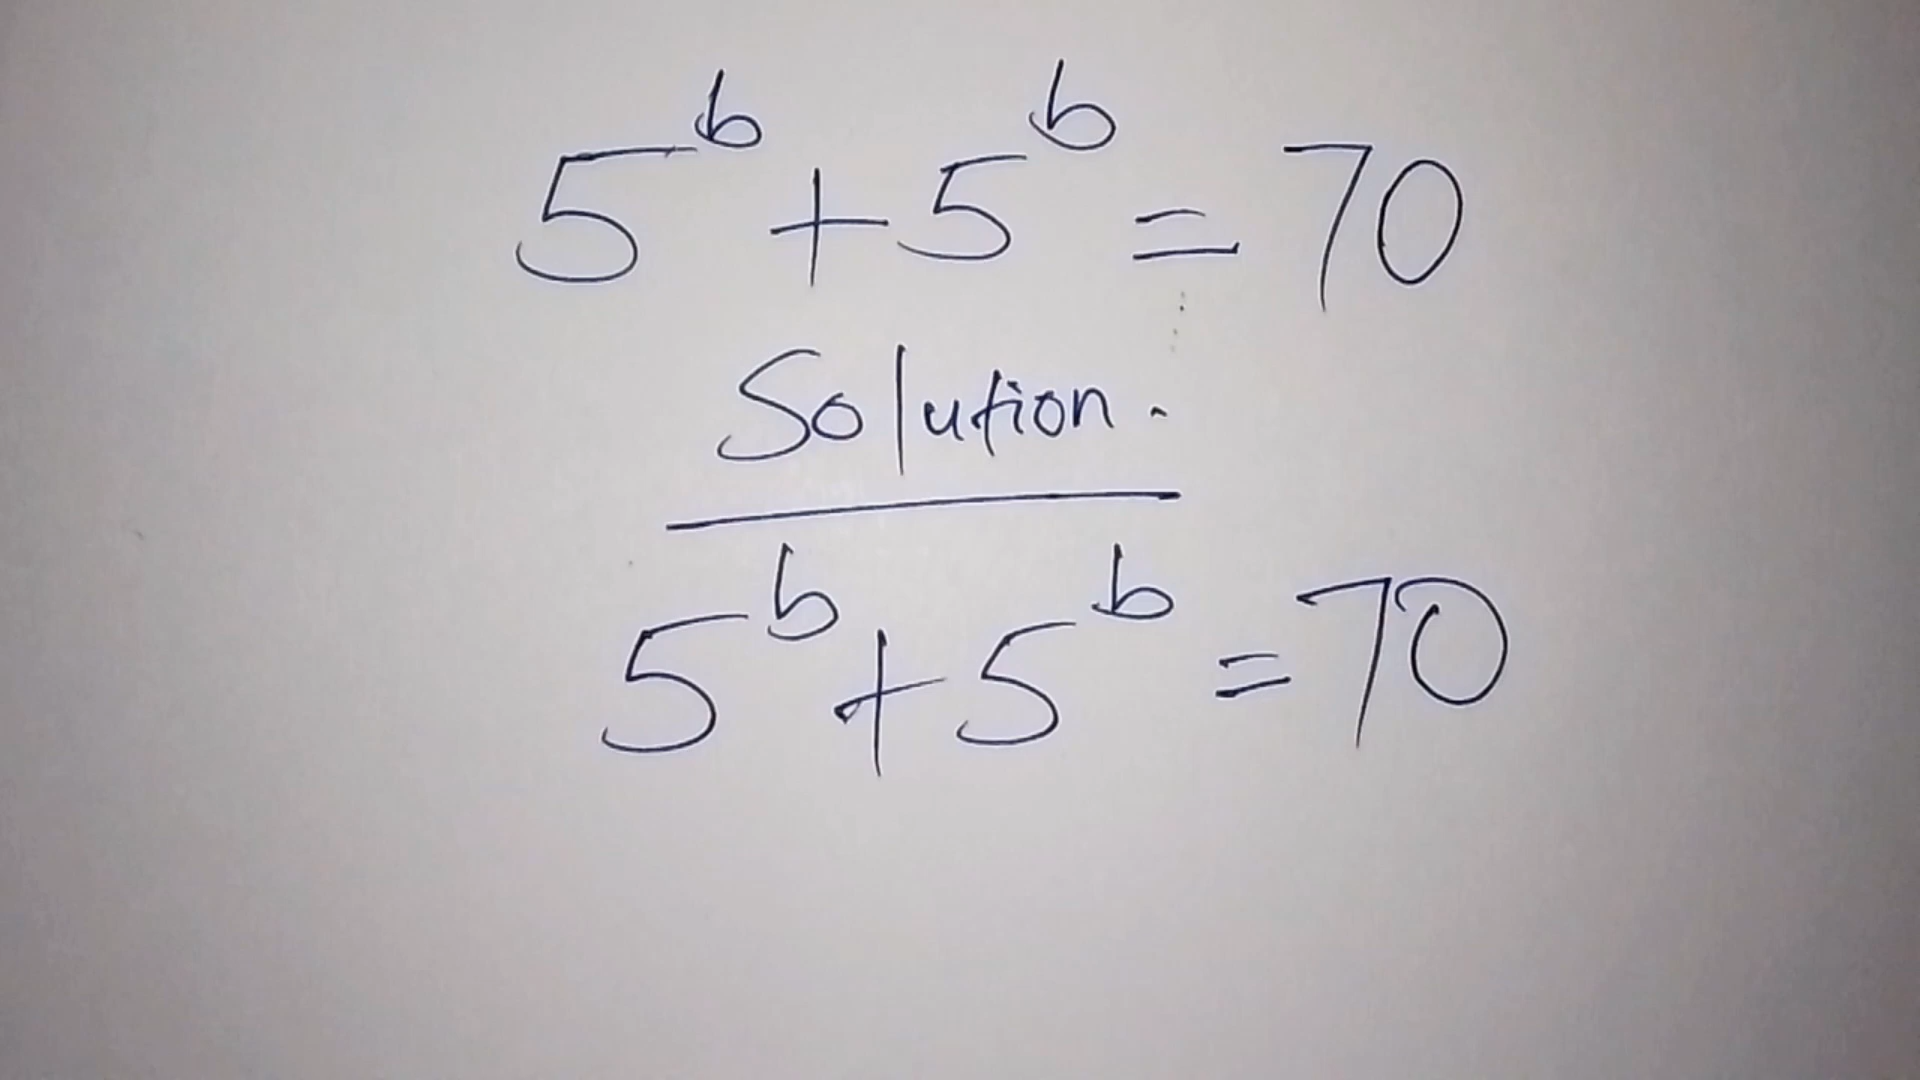 5^b + 5^b = 70
Solution.
5^b + 5^b = 70